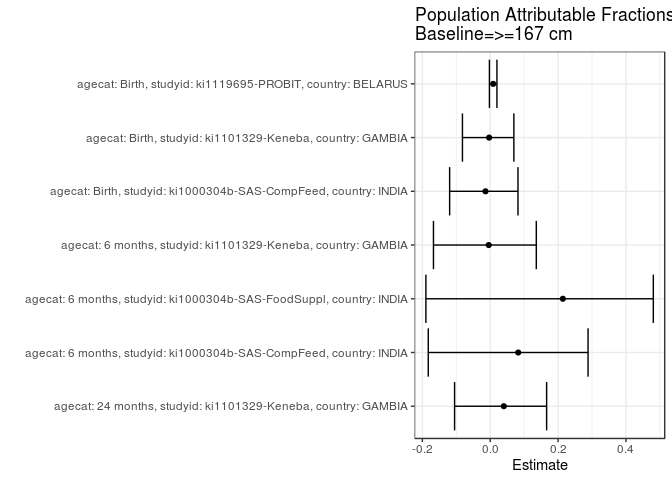 Population Attributable Fractions
Baseline=>=167 cm
agecat: Birth, studyid: ki1119695-PROBIT, country: BELARUS
agecat: Birth, studyid: ki1101329-Keneba, country: GAMBIA
agecat: Birth, studyid: ki1000304b-SAS-CompFeed, country: INDIA
agecat: 6 months, studyid: ki1101329-Keneba, country: GAMBIA
agecat: 6 months, studyid: ki1000304b-SAS-FoodSuppl, country: INDIA
agecat: 6 months, studyid: ki1000304b-SAS-CompFeed, country: INDIA
agecat: 24 months, studyid: ki1101329-Keneba, country: GAMBIA
-0.2 0.0 0.2 0.4
Estimate